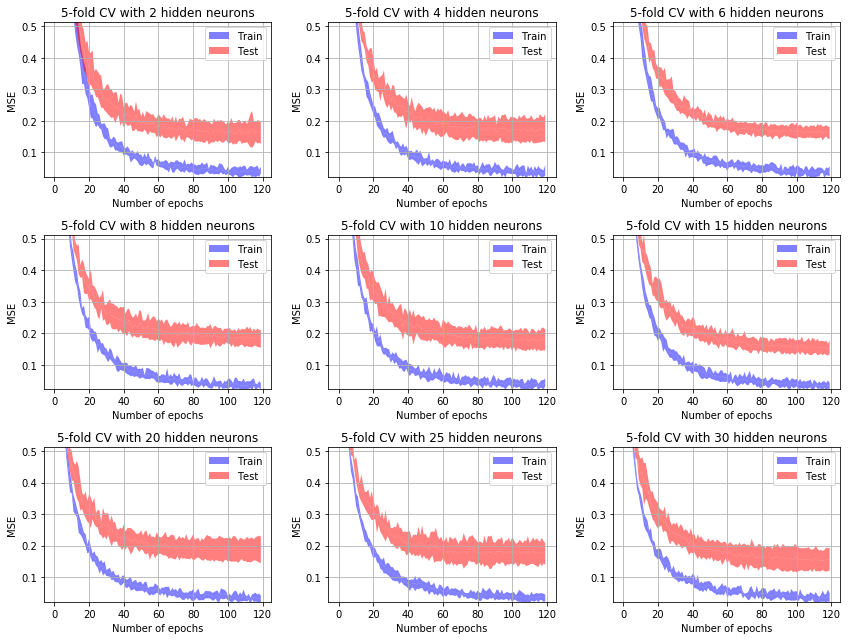 5-fold CV with 2 hidden neurons
0.5
0.4
0.3
0.2
0.1
MSE
Train
Test
0 20 40 60 80 100 120
Number of epochs
5-fold CV with 4 hidden neurons
0.5
0.4
0.3
0.2
0.1
MSE
Train
Test
0 20 40 60 80 100 120
Number of epochs
5-fold CV with 6 hidden neurons
0.5
0.4
0.3
0.2
0.1
MSE
Train
Test
0 20 40 60 80 100 120
Number of epochs
5-fold CV with 8 hidden neurons
0.5
0.4
0.3
0.2
0.1
MSE
Train
Test
0 20 40 60 80 100 120
Number of epochs
5-fold CV with 10 hidden neurons
0.5
0.4
0.3
0.2
0.1
MSE
Train
Test
0 20 40 60 80 100 120
Number of epochs
5-fold CV with 15 hidden neurons
0.5
0.4
0.3
0.2
0.1
MSE
Train
Test
0 20 40 60 80 100 120
Number of epochs
5-fold CV with 20 hidden neurons
0.5
0.4
0.3
0.2
0.1
MSE
Train
Test
0 20 40 60 80 100 120
Number of epochs
5-fold CV with 25 hidden neurons
0.5
0.4
0.3
0.2
0.1
MSE
Train
Test
0 20 40 60 80 100 120
Number of epochs
5-fold CV with 30 hidden neurons
0.5
0.4
0.3
0.2
0.1
MSE
Train
Test
0 20 40 60 80 100 120
Number of epochs